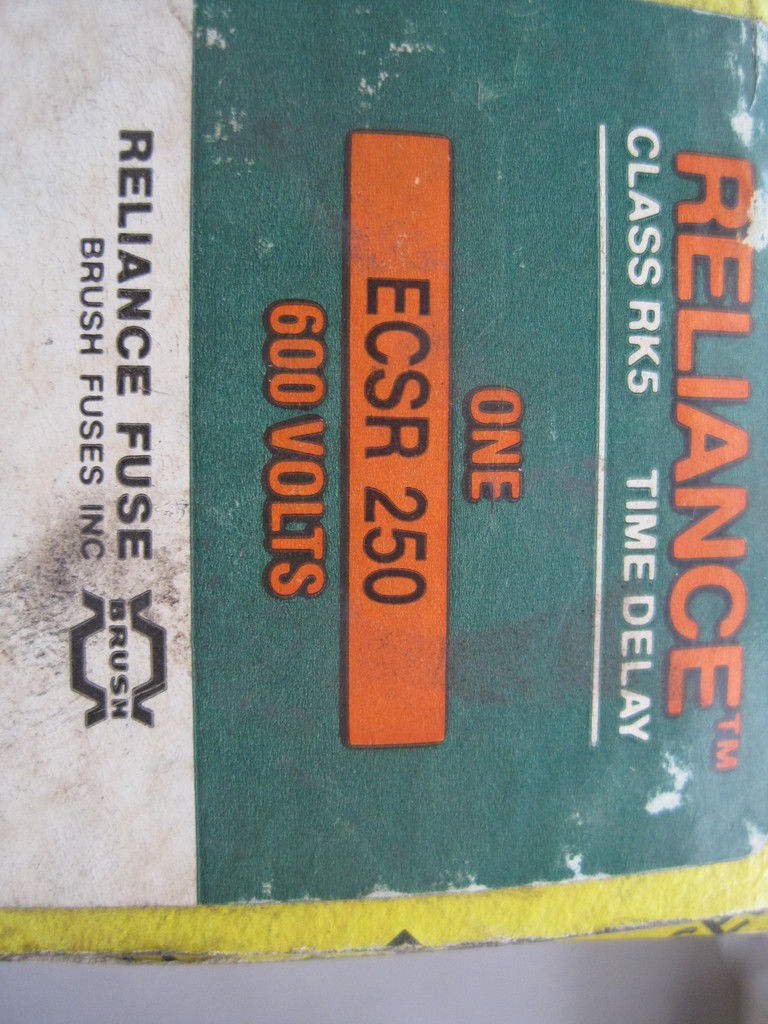 RELIANCE™
CLASS RK5 TIME DELAY
ONE
ECSR 250
600 VOLTS
RELIANCE FUSE
BRUSH FUSES INC
BRUSH